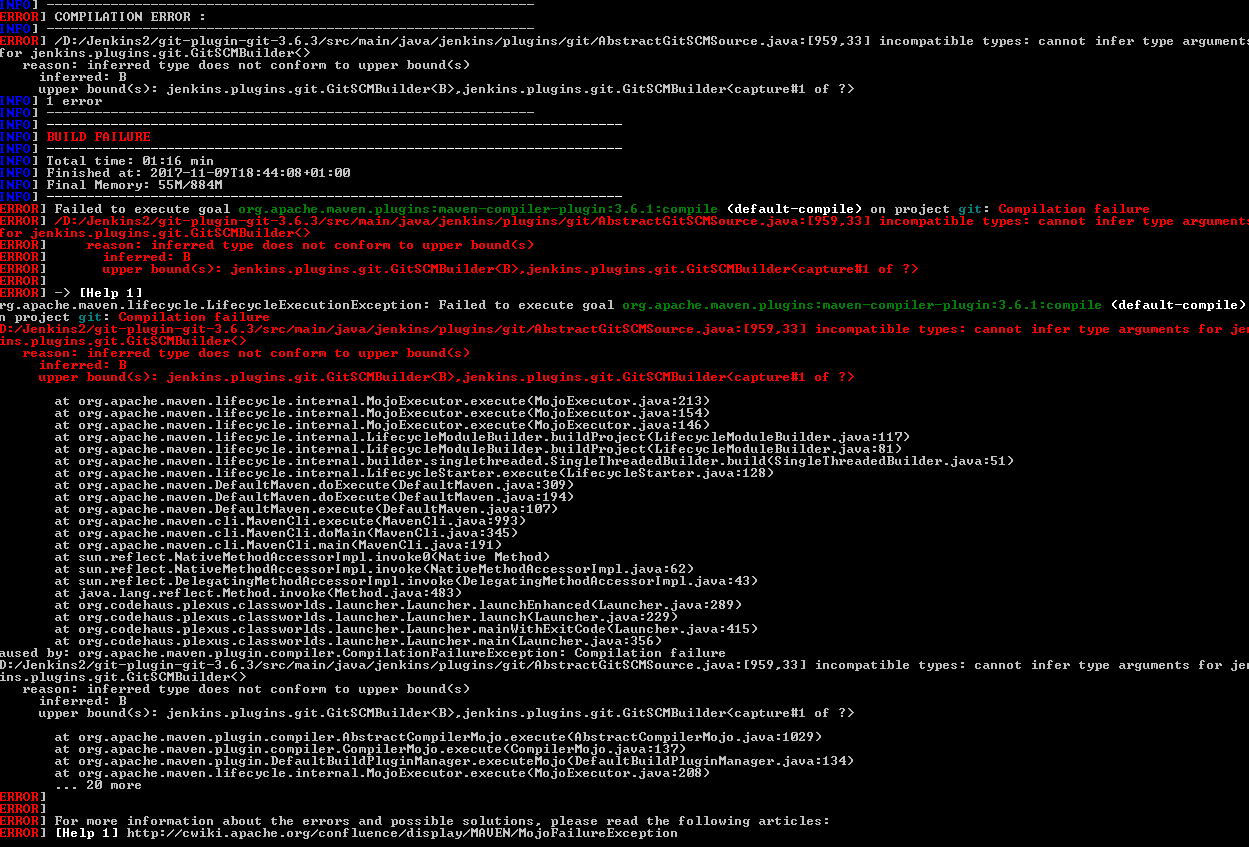 INFO] -------------------------------------------------------------
ERROR] COMPILATION ERROR :
INFO] -------------------------------------------------------------
ERROR] /D:/Jenkins2/git-plugin-git-3.6.3/src/main/java/jenkins/plugins/git/AbstractGitSCMSource.java:[959,33] incompatible types: cannot infer type arguments
for jenkins.plugins.git.GitSCMBuilder<>
reason: inferred type does not conform to upper bound(s)
inferred: B
upper bound(s): jenkins.plugins.git.GitSCMBuilder<B>,jenkins.plugins.git.GitSCMBuilder<capture#1 of ?>
INFO] 1 error
INFO] -------------------------------------------------------------
INFO] ------------------------------------------------------------------------
INFO] BUILD FAILURE
INFO] ------------------------------------------------------------------------
INFO] Total time: 01:16 min
INFO] Finished at: 2017-11-09T18:44:08+01:00
INFO] Final Memory: 55M/884M
INFO] ------------------------------------------------------------------------
ERROR] Failed to execute goal org.apache.maven.plugins:maven-compiler-plugin:3.6.1:compile (default-compile) on project git: Compilation failure
ERROR] /D:/Jenkins2/git-plugin-git-3.6.3/src/main/java/jenkins/plugins/git/AbstractGitSCMSource.java:[959,33] incompatible types: cannot infer type arguments
for jenkins.plugins.git.GitSCMBuilder<>
ERROR] reason: inferred type does not conform to upper bound(s)
ERROR] inferred: B
ERROR] upper bound(s): jenkins.plugins.git.GitSCMBuilder<B>,jenkins.plugins.git.GitSCMBuilder<capture#1 of ?>
ERROR]
ERROR] -> [Help 1]
rg.apache.maven.lifecycle.LifecycleExecutionException: Failed to execute goal org.apache.maven.plugins:maven-compiler-plugin:3.6.1:compile (default-compile)
n project git: Compilation failure
D:/Jenkins2/git-plugin-git-3.6.3/src/main/java/jenkins/plugins/git/AbstractGitSCMSource.java:[959,33] incompatible types: cannot infer type arguments for jen
ins.plugins.git.GitSCMBuilder<>
reason: inferred type does not conform to upper bound(s)
inferred: B
upper bound(s): jenkins.plugins.git.GitSCMBuilder<B>,jenkins.plugins.git.GitSCMBuilder<capture#1 of ?>
at org.apache.maven.lifecycle.internal.MojoExecutor.execute(MojoExecutor.java:213)
at org.apache.maven.lifecycle.internal.MojoExecutor.execute(MojoExecutor.java:154)
at org.apache.maven.lifecycle.internal.MojoExecutor.execute(MojoExecutor.java:146)
at org.apache.maven.lifecycle.internal.LifecycleModuleBuilder.buildProject(LifecycleModuleBuilder.java:117)
at org.apache.maven.lifecycle.internal.LifecycleModuleBuilder.buildProject(LifecycleModuleBuilder.java:81)
at org.apache.maven.lifecycle.internal.builder.singlethreaded.SingleThreadedBuilder.build(SingleThreadedBuilder.java:51)
at org.apache.maven.lifecycle.internal.LifecycleStarter.execute(LifecycleStarter.java:128)
at org.apache.maven.DefaultMaven.doExecute(DefaultMaven.java:309)
at org.apache.maven.DefaultMaven.doExecute(DefaultMaven.java:194)
at org.apache.maven.DefaultMaven.execute(DefaultMaven.java:107)
at org.apache.maven.cli.MavenCli.execute(MavenCli.java:993)
at org.apache.maven.cli.MavenCli.doMain(MavenCli.java:345)
at org.apache.maven.cli.MavenCli.main(MavenCli.java:191)
at sun.reflect.NativeMethodAccessorImpl.invoke0(Native Method)
at sun.reflect.NativeMethodAccessorImpl.invoke(NativeMethodAccessorImpl.java:62)
at sun.reflect.DelegatingMethodAccessorImpl.invoke(DelegatingMethodAccessorImpl.java:43)
at java.lang.reflect.Method.invoke(Method.java:483)
at org.codehaus.plexus.classworlds.launcher.Launcher.launchEnhanced(Launcher.java:289)
at org.codehaus.plexus.classworlds.launcher.Launcher.launch(Launcher.java:229)
at org.codehaus.plexus.classworlds.launcher.Launcher.mainWithExitCode(Launcher.java:415)
at org.codehaus.plexus.classworlds.launcher.Launcher.main(Launcher.java:356)
aused by: org.apache.maven.plugin.compiler.CompilationFailureException: Compilation failure
D:/Jenkins2/git-plugin-git-3.6.3/src/main/java/jenkins/plugins/git/AbstractGitSCMSource.java:[959,33] incompatible types: cannot infer type arguments for jen
ins.plugins.git.GitSCMBuilder<>
reason: inferred type does not conform to upper bound(s)
inferred: B
upper bound(s): jenkins.plugins.git.GitSCMBuilder<B>,jenkins.plugins.git.GitSCMBuilder<capture#1 of ?>
at org.apache.maven.plugin.compiler.AbstractCompilerMojo.execute(AbstractCompilerMojo.java:1029)
at org.apache.maven.plugin.compiler.CompilerMojo.execute(CompilerMojo.java:137)
at org.apache.maven.plugin.DefaultBuildPluginManager.executeMojo(DefaultBuildPluginManager.java:134)
at org.apache.maven.lifecycle.internal.MojoExecutor.execute(MojoExecutor.java:208)
... 20 more
ERROR]
ERROR]
ERROR] For more information about the errors and possible solutions, please read the following articles:
ERROR] [Help 1] http://cwiki.apache.org/confluence/display/MAVEN/MojoFailureException